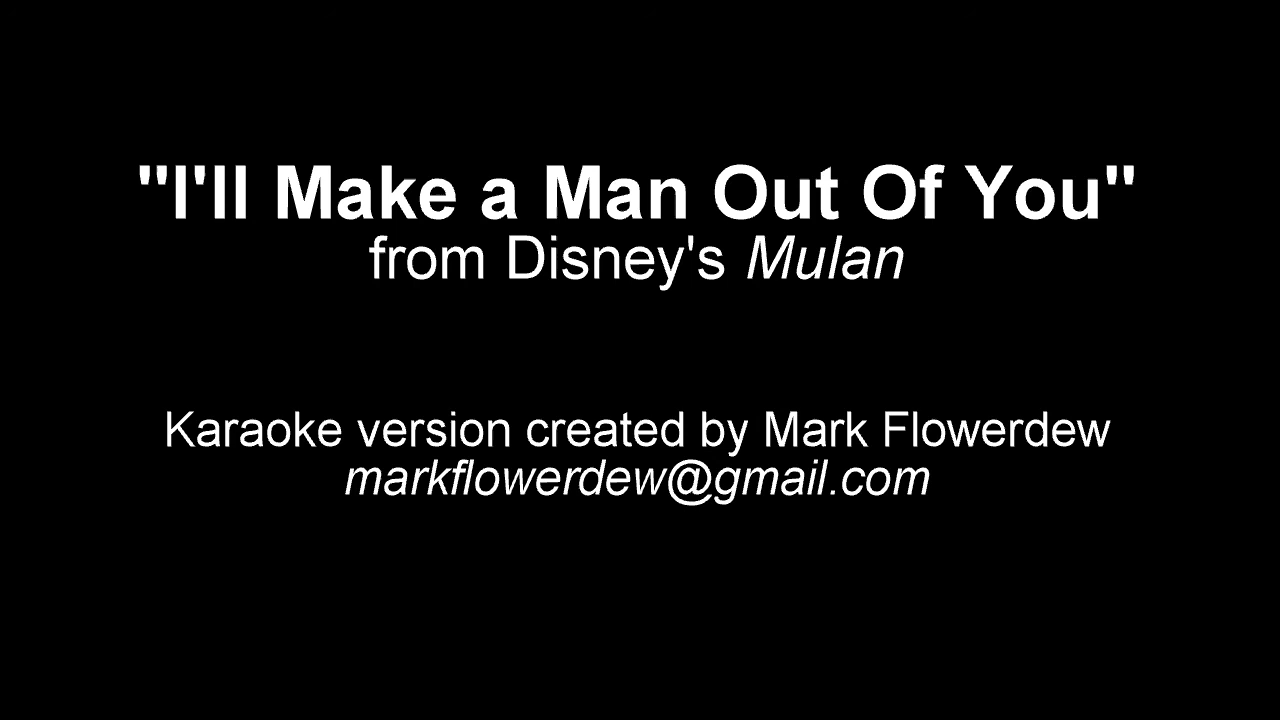 "I'll Make a Man Out Of You"
from Disney's Mulan
Karaoke version created by Mark Flowerdew
markflowerdew@gmail.com